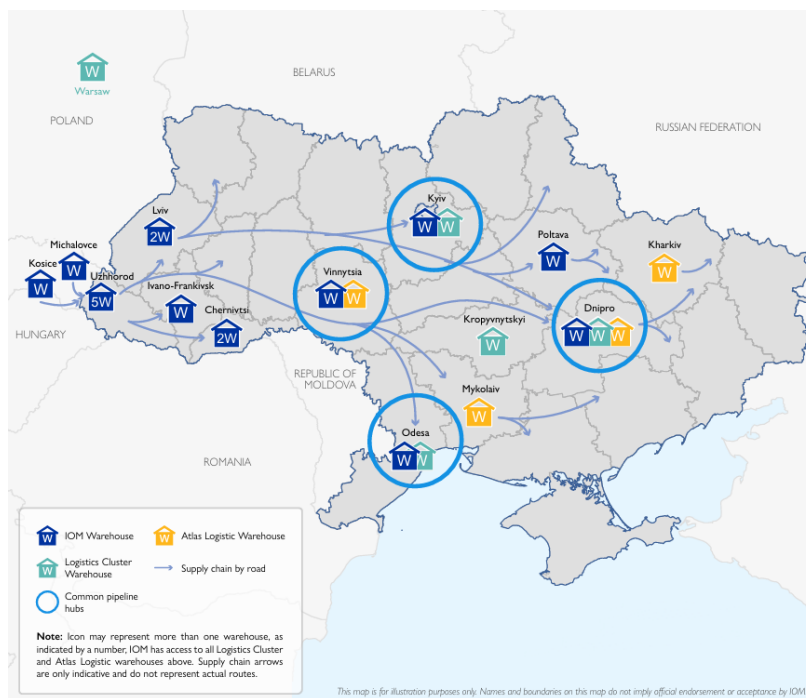 BELARUS
W
Warsaw
POLAND
RUSSIAN FEDERATION
Kyiv
W W
Lviv
2W
Poltava
W
Michalovce
W
Kharkiv
W
Kosice
W
Uzhhorod
5W
Vinnytsia
W W
Ivano-Frankivsk
W
Chernivtsi
2W
Dnipro
W W W
Kropyvnytskyi
W
HUNGARY
REPUBLIC OF
MOLDOVA
Mykolaiv
W
Odesa
W W
ROMANIA
W IOM Warehouse
W Atlas Logistic Warehouse
W Logistics Cluster
Warehouse
Supply chain by road
Common pipeline
hubs
Note: Icon may represent more than one warehouse, as
indicated by a number, IOM has access to all Logistics Cluster
and Atlas Logistic warehouses above. Supply chain arrows
are only indicative and do not represent actual routes.
This map is for illustration purposes only. Names and boundaries on this map do not imply official endorsement or acceptance by IOM